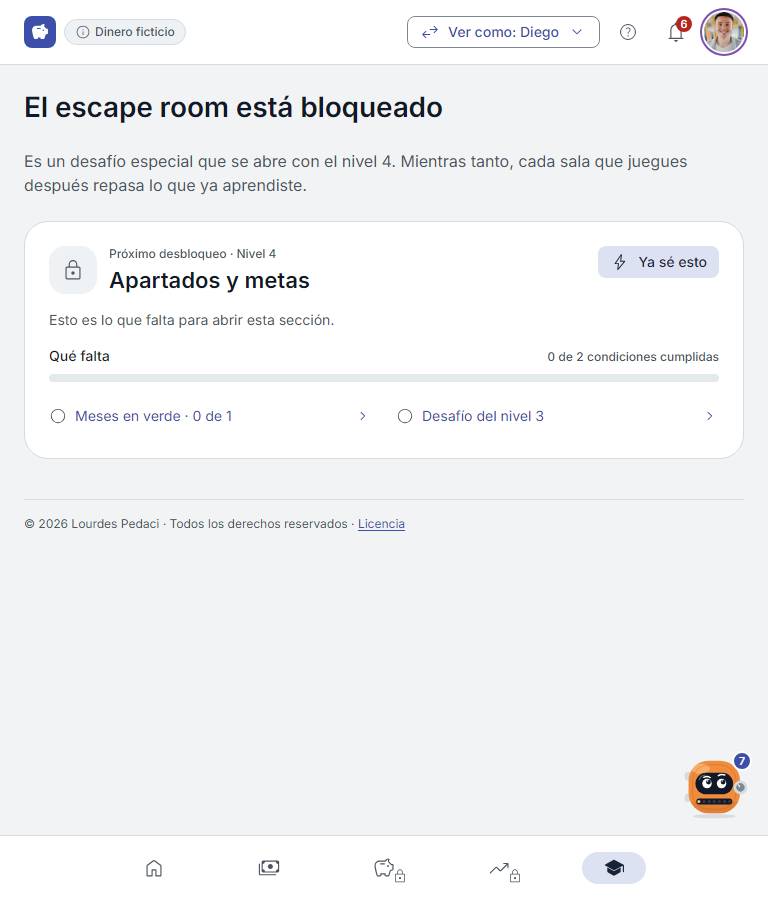 Dinero ficticio
Ver como: Diego
6
El escape room está bloqueado
Es un desafío especial que se abre con el nivel 4. Mientras tanto, cada sala que juegues
después repasa lo que ya aprendiste.
Próximo desbloqueo · Nivel 4
Apartados y metas
Ya sé esto
Esto es lo que falta para abrir esta sección.
Qué falta
0 de 2 condiciones cumplidas
Meses en verde · 0 de 1
Desafío del nivel 3
© 2026 Lourdes Pedaci · Todos los derechos reservados · Licencia
7